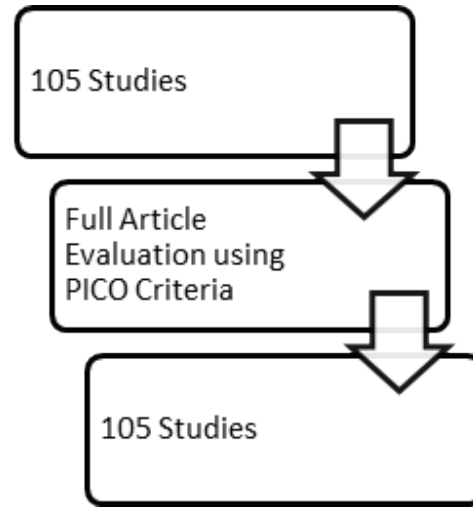 105 Studies
Full Article
Evaluation using
PICO Criteria
105 Studies